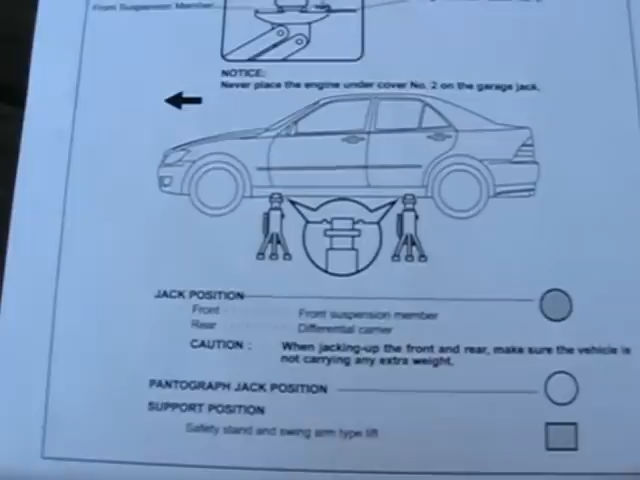 Front Suspension Member
NOTICE:
Never place the engine under cover No. 2 on the garage jack.
JACK POSITION
Front Front suspension member
Rear Differential carrier
CAUTION : When jacking-up the front and rear, make sure the vehicle is
not carrying any extra weight.
PANTOGRAPH JACK POSITION
SUPPORT POSITION
Safety stand and swing arm type lift